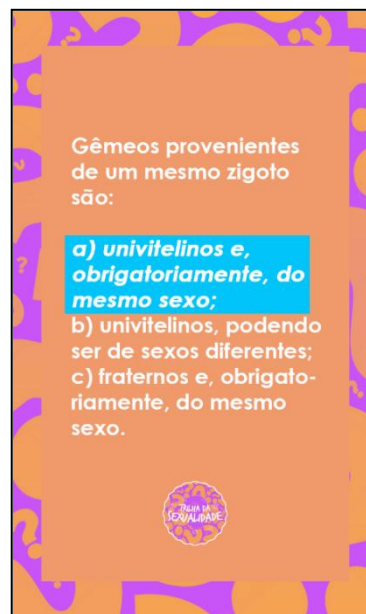 Gêmeos provenientes
de um mesmo zigoto
são:
a) univitelinos e,
obrigatoriamente, do
mesmo sexo;
b) univitelinos, podendo
ser de sexos diferentes;
c) fraternos e, obrigato-
riamente, do mesmo
sexo.
TRILHA DA
SEXUALIDADE